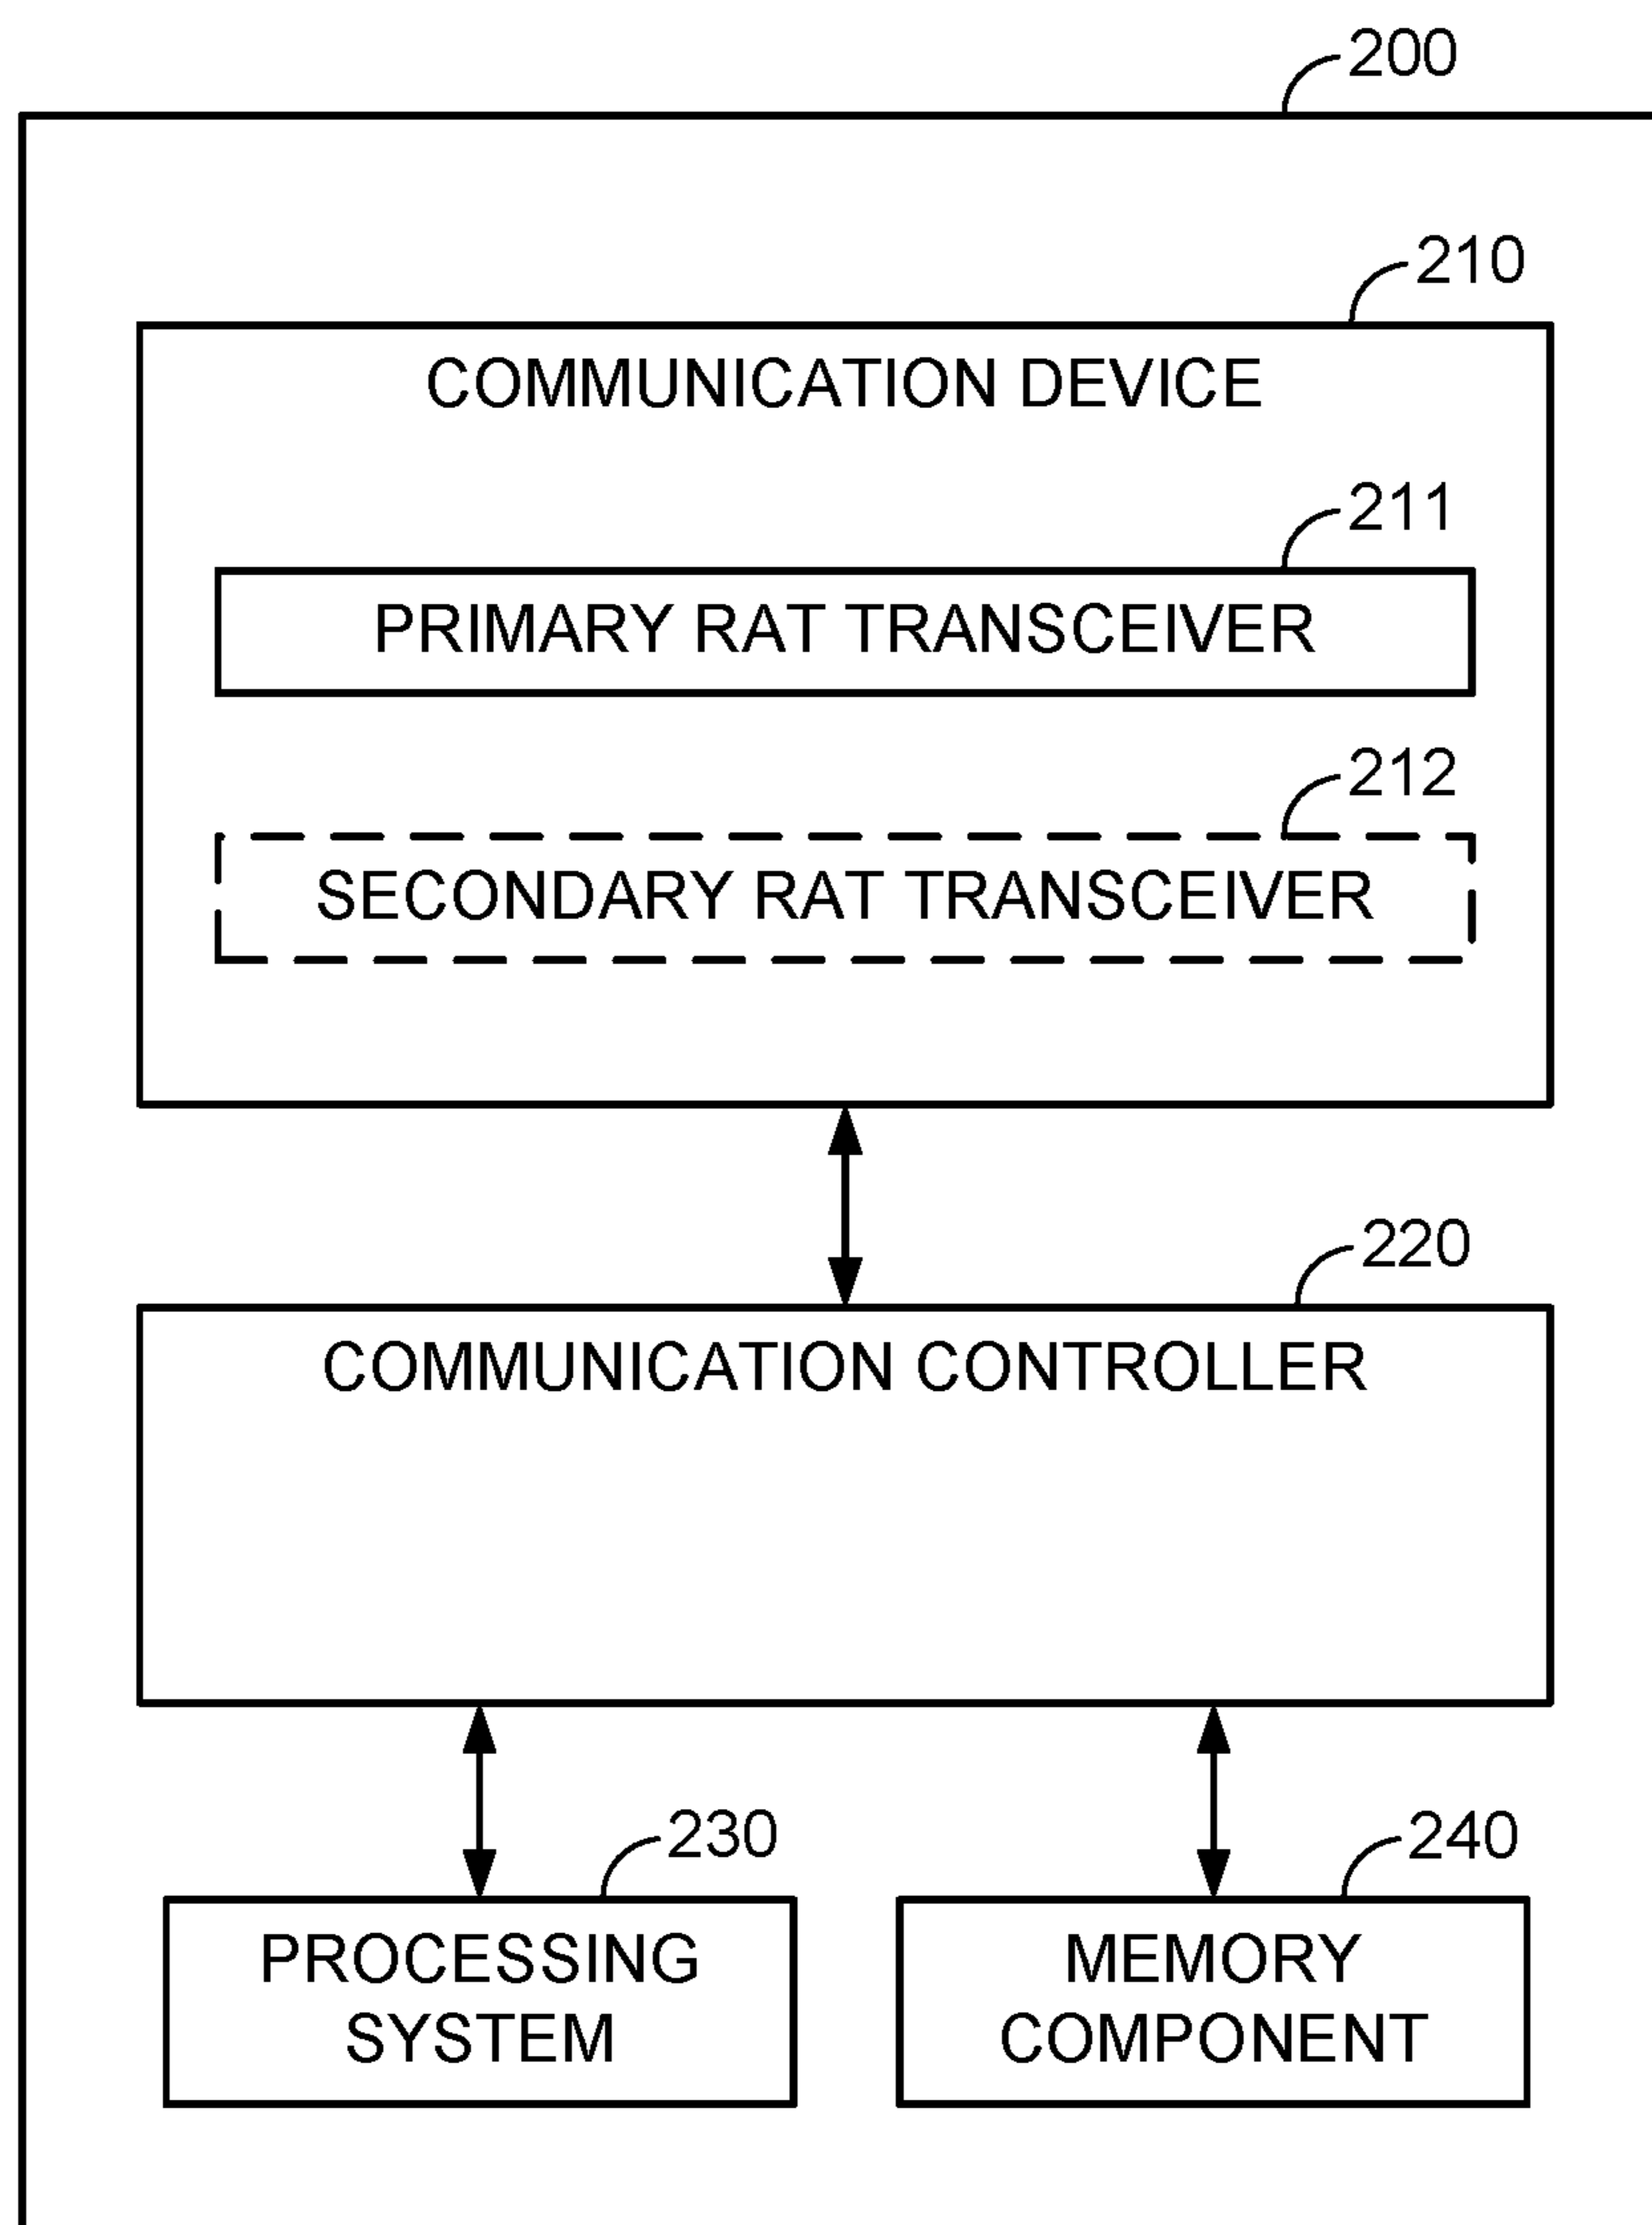 200
210
COMMUNICATION DEVICE
211
PRIMARY RAT TRANSCEIVER
212
SECONDARY RAT TRANSCEIVER
220
COMMUNICATION CONTROLLER
230
PROCESSING
SYSTEM
240
MEMORY
COMPONENT